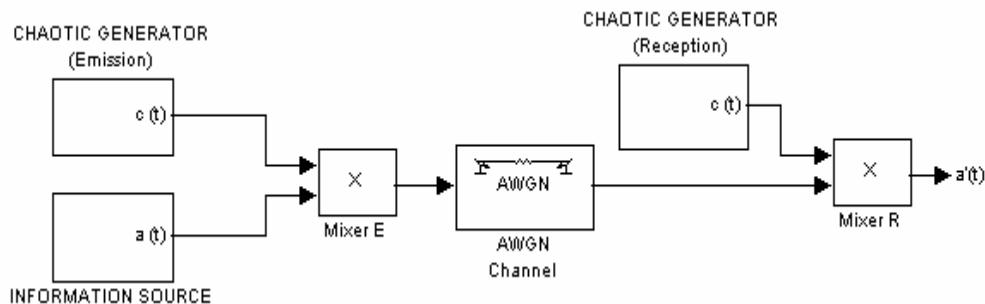 CHAOTIC GENERATOR
(Emission)
c (t)
a (t)
INFORMATION SOURCE
X
Mixer E
AWGN
AWGN
Channel
CHAOTIC GENERATOR
(Reception)
c (t)
X
Mixer R
a'(t)